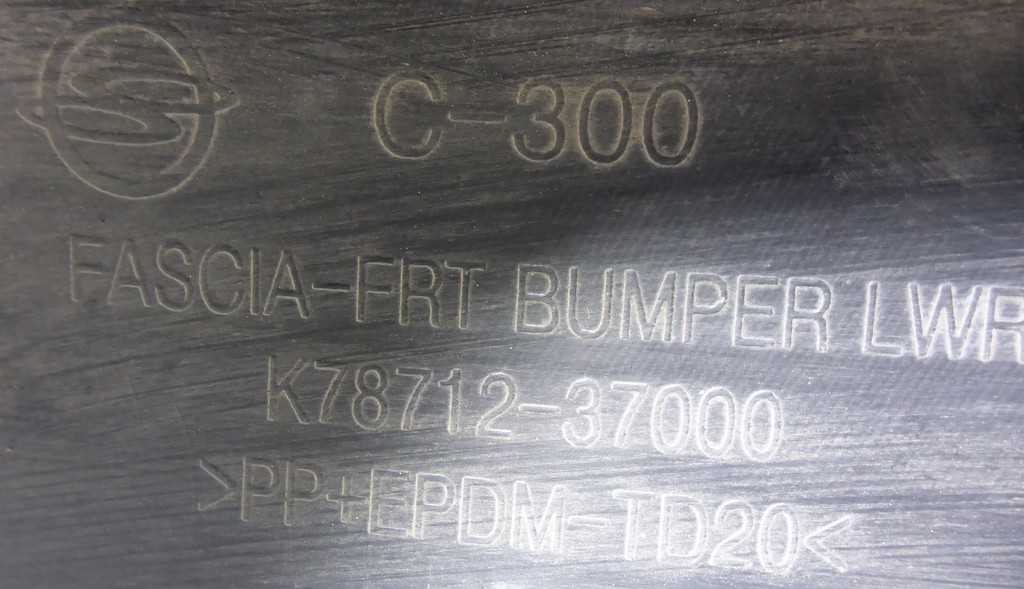 C-300
FASCIA-FRT BUMPER LWR
K78712-37000
>PP+EPDM-TD20<